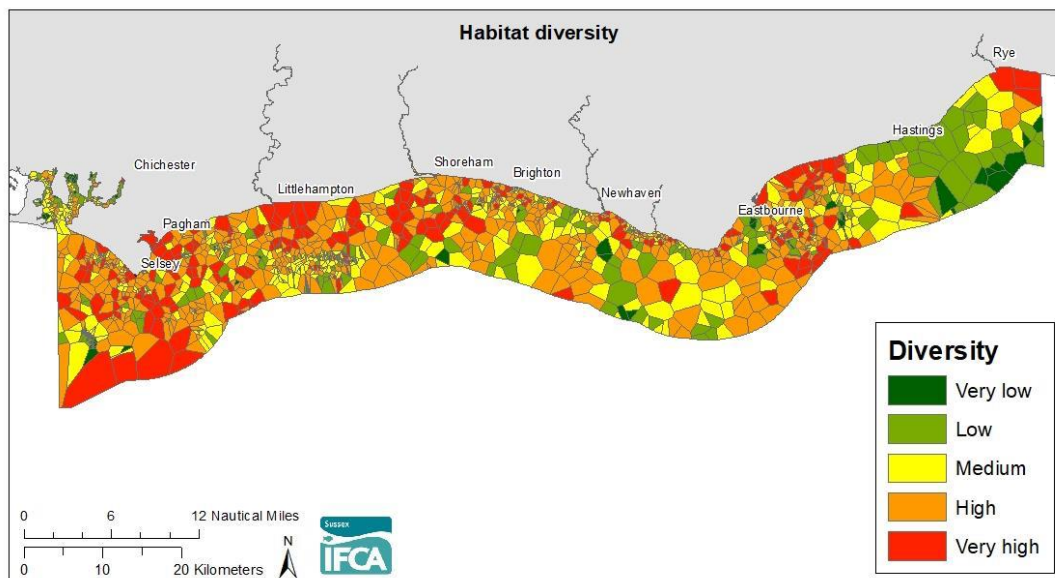 Habitat diversity
Rye
Hastings
Chichester
Shoreham
Brighton
Littlehampton
Newhaven
Pagham
Eastbourne
Selsey
Diversity
Very low
Low
Medium
High
Very high
0 6 12 Nautical Miles
0 10 20 Kilometers
N
Sussex
IFCA